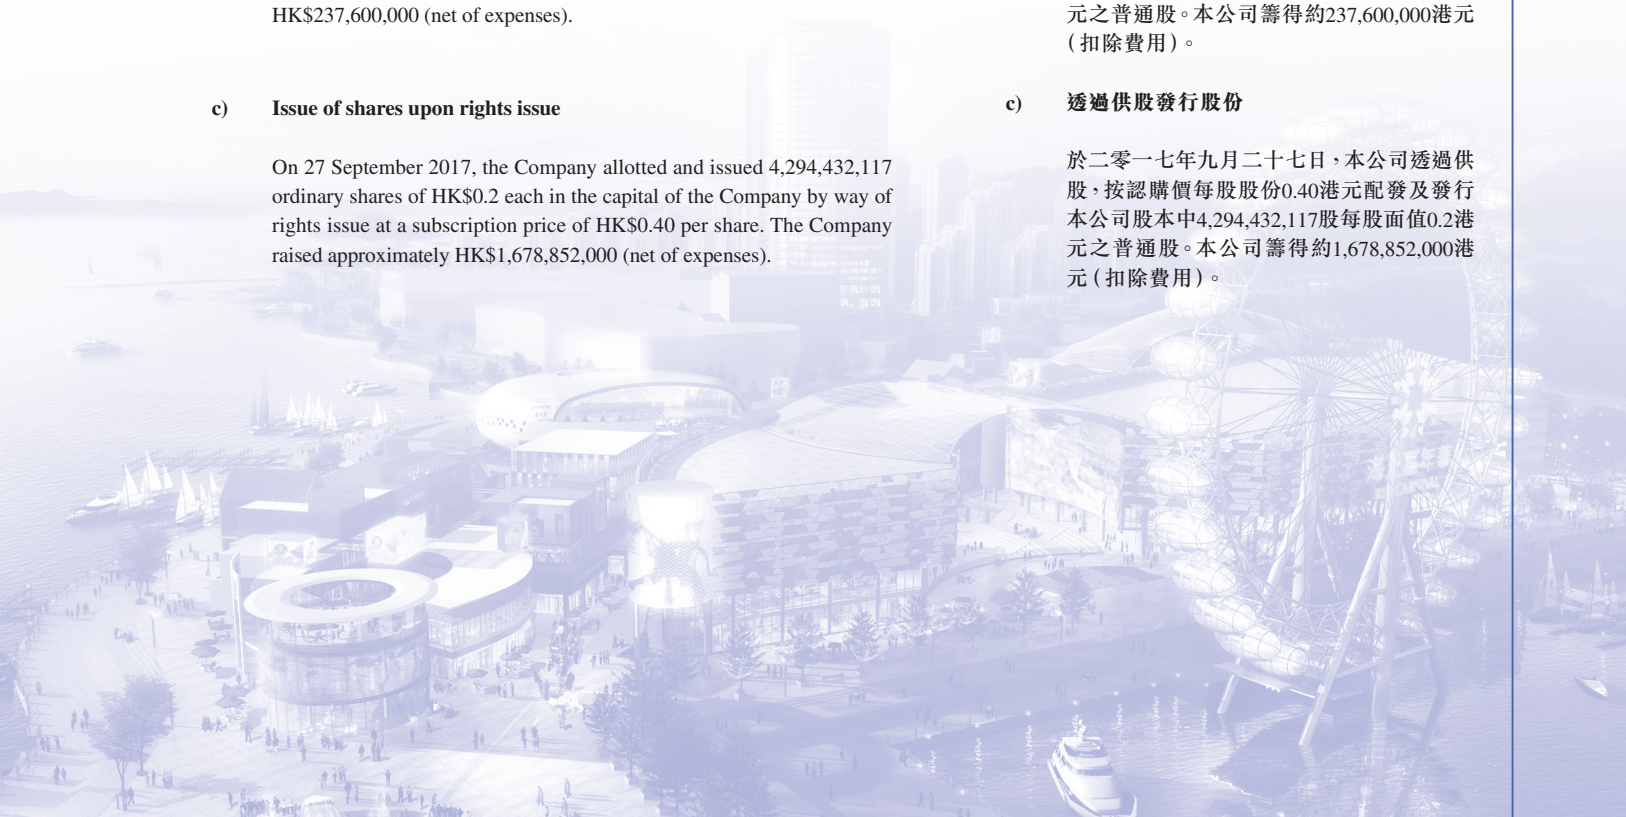 HK$237,600,000 (net of expenses).
c) Issue of shares upon rights issue
On 27 September 2017, the Company allotted and issued 4,294,432,117
ordinary shares of HK$0.2 each in the capital of the Company by way of
rights issue at a subscription price of HK$0.40 per share. The Company
raised approximately HK$1,678,852,000 (net of expenses).
元之普通股。本公司籌得約237,600,000港元
(扣除費用)。
c) 透過供股發行股份
於二零一七年九月二十七日,本公司透過供
股,按認購價每股股份0.40港元配發及發行
本公司股本中4,294,432,117股每股面值0.2港
元之普通股。本公司籌得約1,678,852,000港
元(扣除費用)。